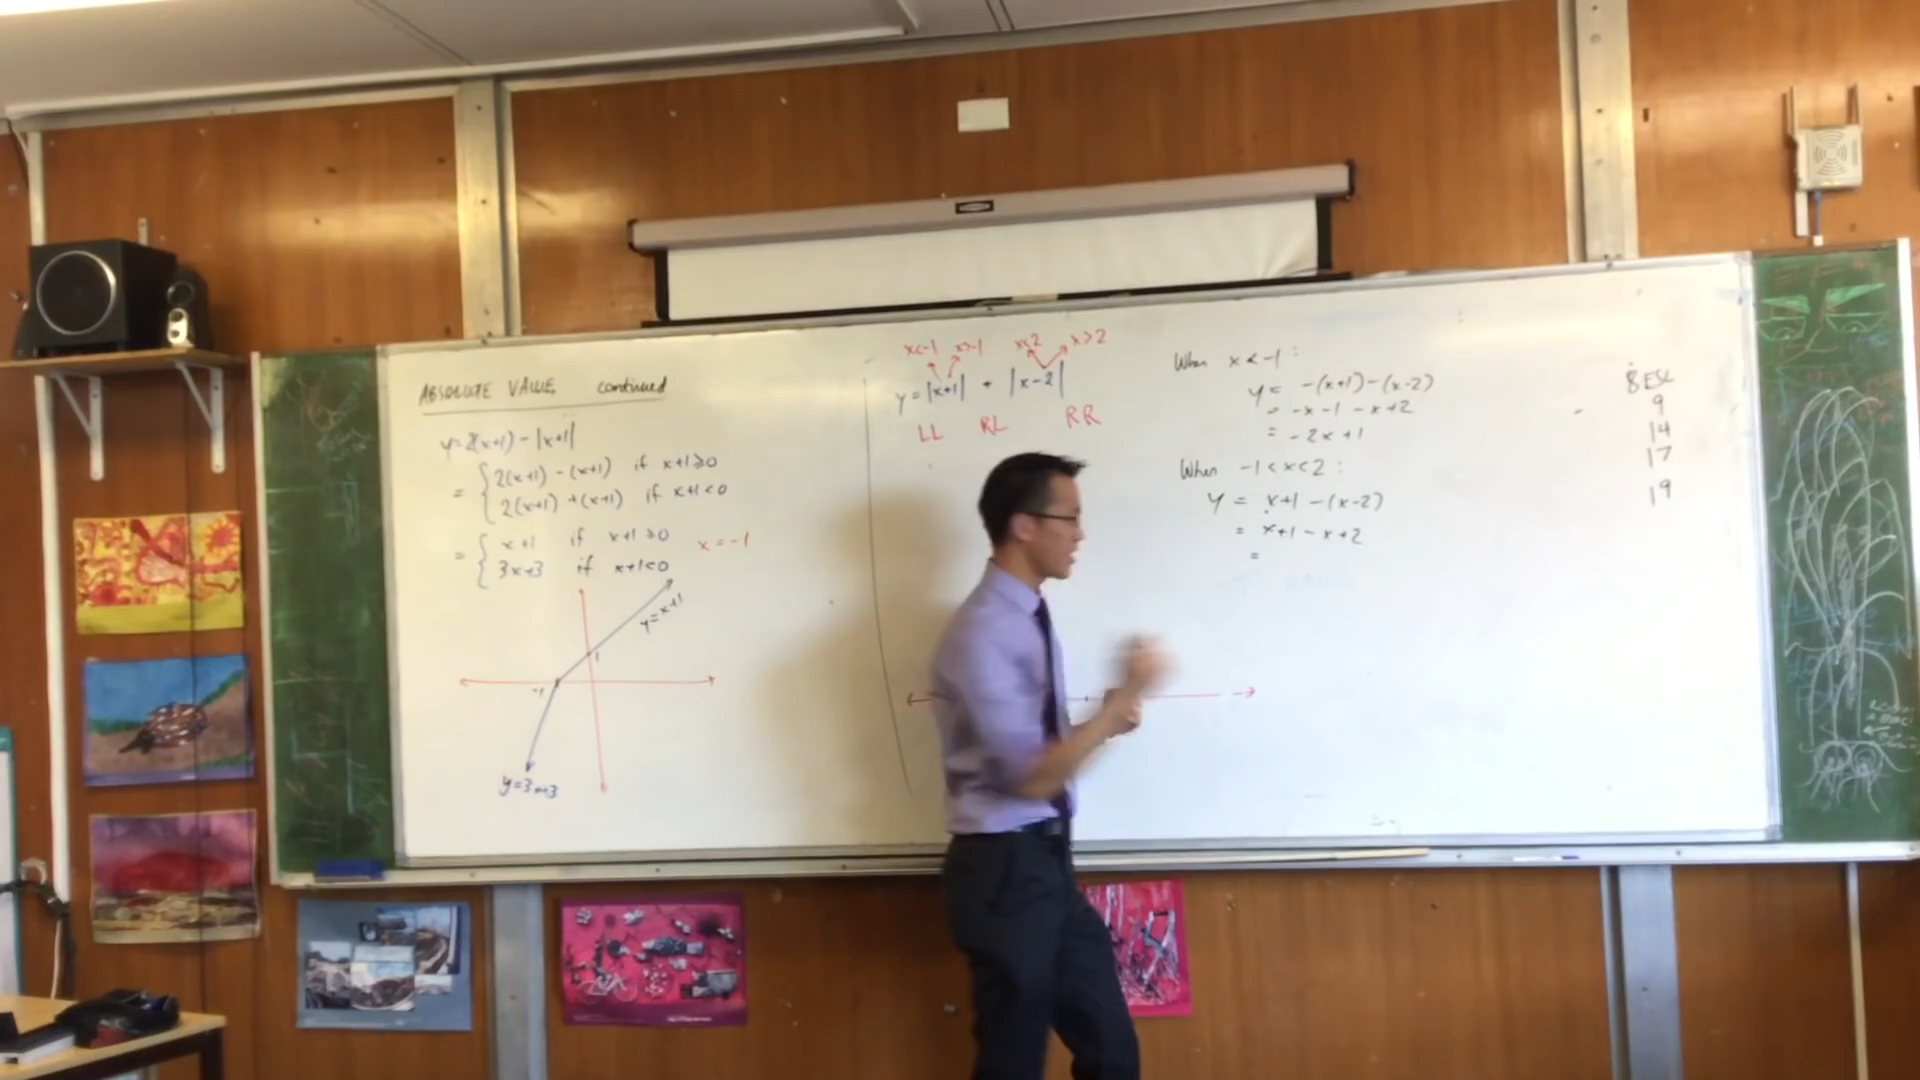 ABSOLUTE VALUE continued
y=2(x+1) - |x+1|
= { 2(x+1) - (x+1) if x+1≥0
2(x+1) + (x+1) if x+1<0
= { x+1 if x+1≥0
3x+3 if x+1<0
x=-1
y=x+1
1
-1
y=3x+3
x<-1 x>-1 x<2 x>2
y=|x+1| + |x-2|
LL RL RR
When x<-1:
y= -(x+1)-(x-2)
= -x-1-x+2
= -2x+1
When -1<x<2:
y = x+1-(x-2)
= x+1-x+2
=
8ESC
9
14
17
19